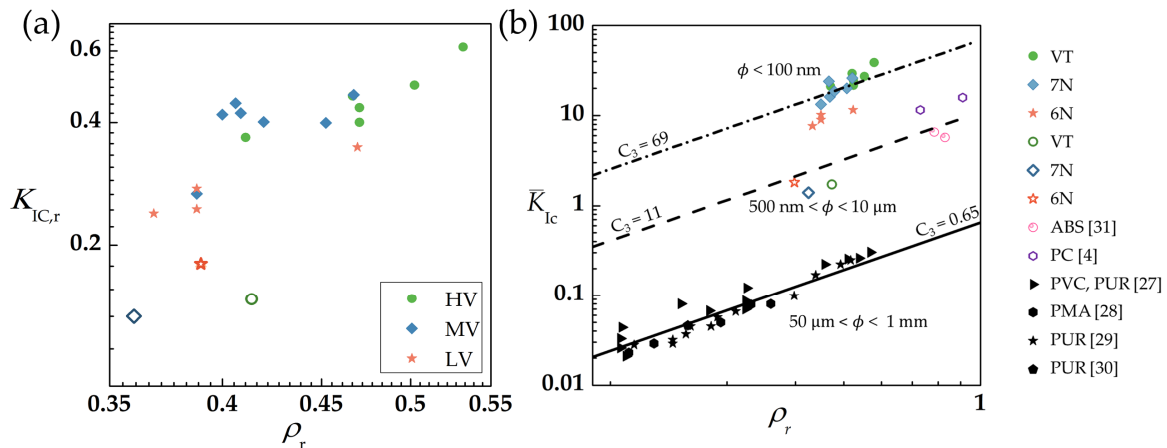 (a)
0.6
0.4
0.2
K_IC,r
0.35
0.4
0.45
0.5
0.55
ρ_r
HV
MV
LV
(b)
100
10
1
0.1
0.01
K̄_Ic
ϕ < 100 nm
C₃ = 69
C₃ = 11
500 nm < ϕ < 10 µm
C₃ = 0.65
50 µm < ϕ < 1 mm
ρ_r
1
VT
7N
6N
VT
7N
6N
ABS [31]
PC [4]
PVC, PUR [27]
PMA [28]
PUR [29]
PUR [30]